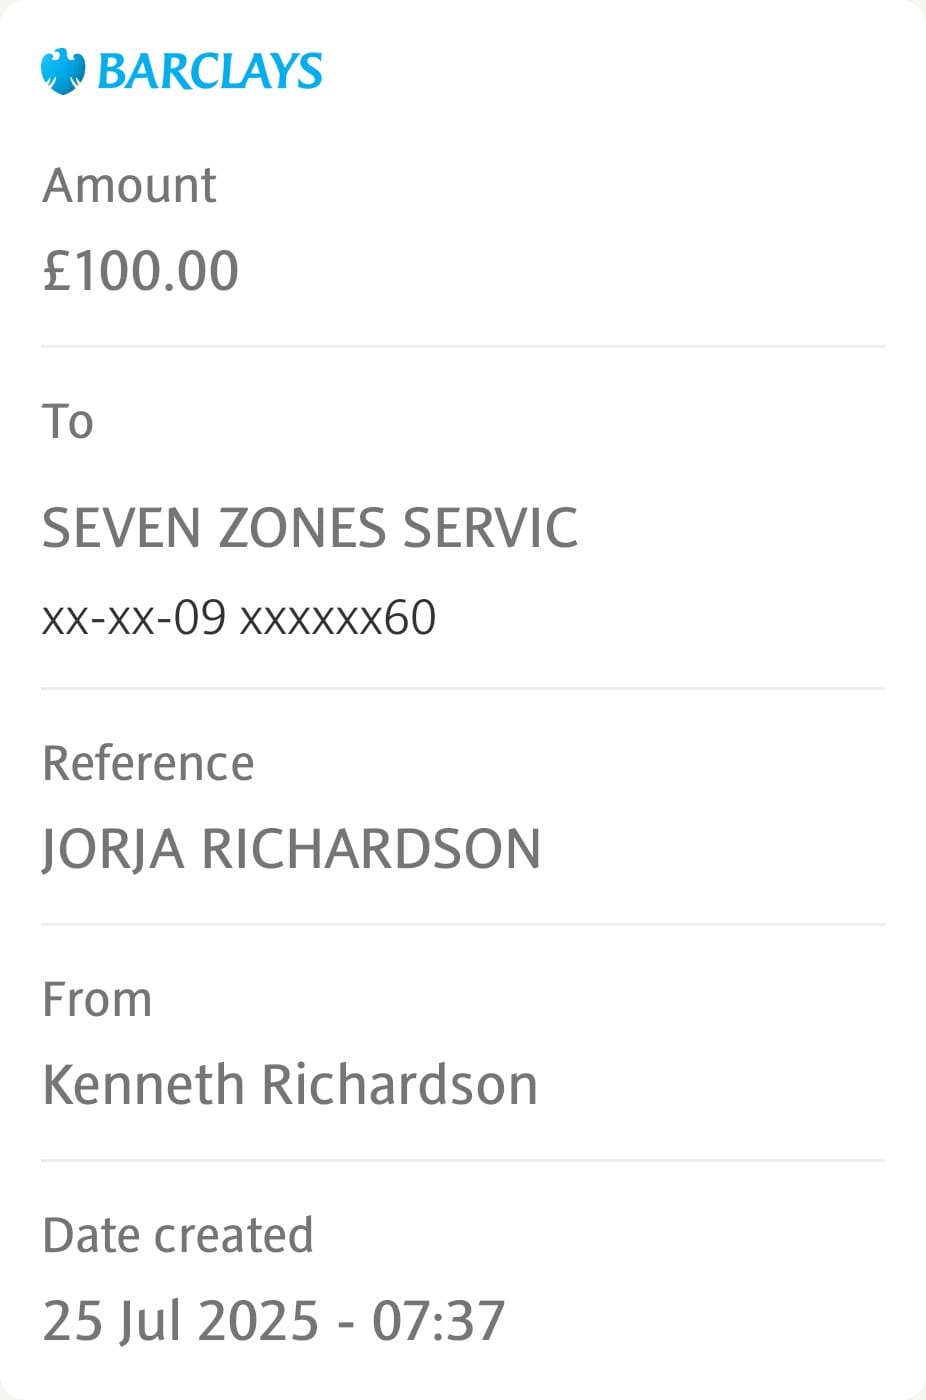 BARCLAYS
Amount
£100.00
To
SEVEN ZONES SERVIC
xx-xx-09 xxxxxx60
Reference
JORJA RICHARDSON
From
Kenneth Richardson
Date created
25 Jul 2025 - 07:37